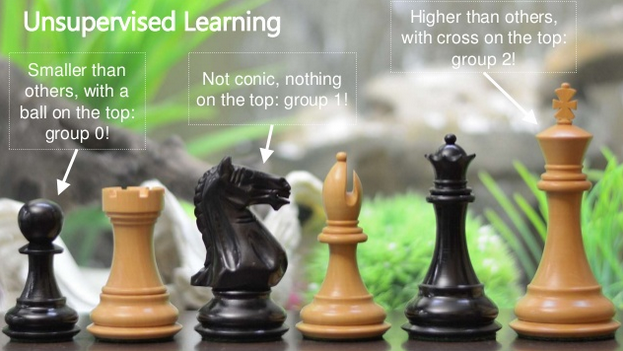 Unsupervised Learning
Smaller than
others, with a
ball on the top:
group 0!
Not conic, nothing
on the top: group 1!
Higher than others,
with cross on the top:
group 2!